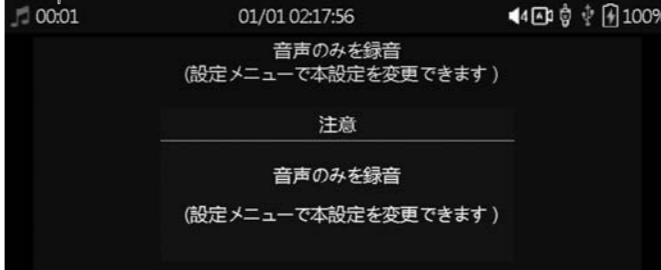 00:01 01/01 02:17:56 4 A 100%
音声のみを録音
(設定メニューで本設定を変更できます)
注意
音声のみを録音
(設定メニューで本設定を変更できます)